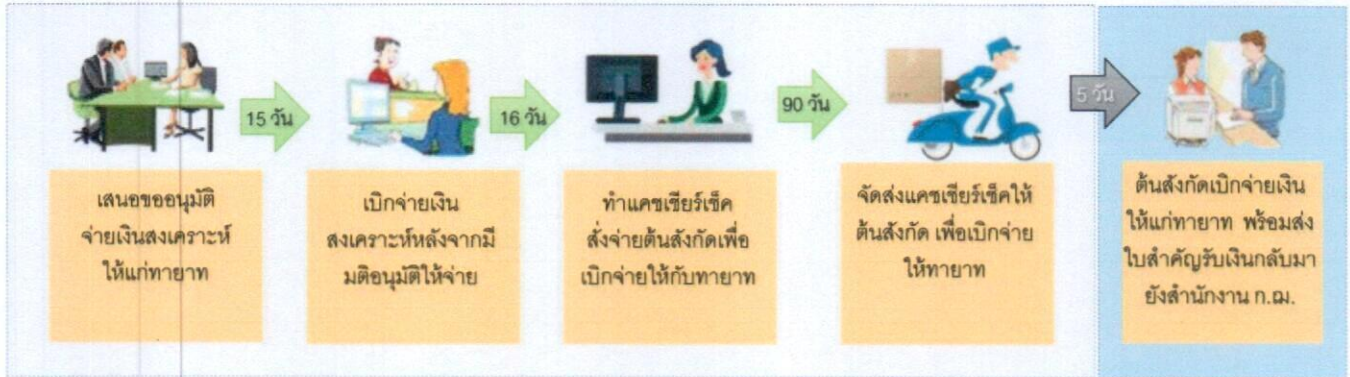 15 วัน
16 วัน
90 วัน
5 วัน
เสนอขออนุมัติ
จ่ายเงินสงเคราะห์
ให้แก่ทายาท
เบิกจ่ายเงิน
สงเคราะห์หลังจากมี
มติอนุมัติให้จ่าย
ทำแคชเชียร์เช็ค
สั่งจ่ายต้นสังกัดเพื่อ
เบิกจ่ายให้กับทายาท
จัดส่งแคชเชียร์เช็คให้
ต้นสังกัด เพื่อเบิกจ่าย
ให้ทายาท
ต้นสังกัดเบิกจ่ายเงิน
ให้แก่ทายาท พร้อมส่ง
ใบสำคัญรับเงินกลับมา
ยังสำนักงาน ก.ฌ.